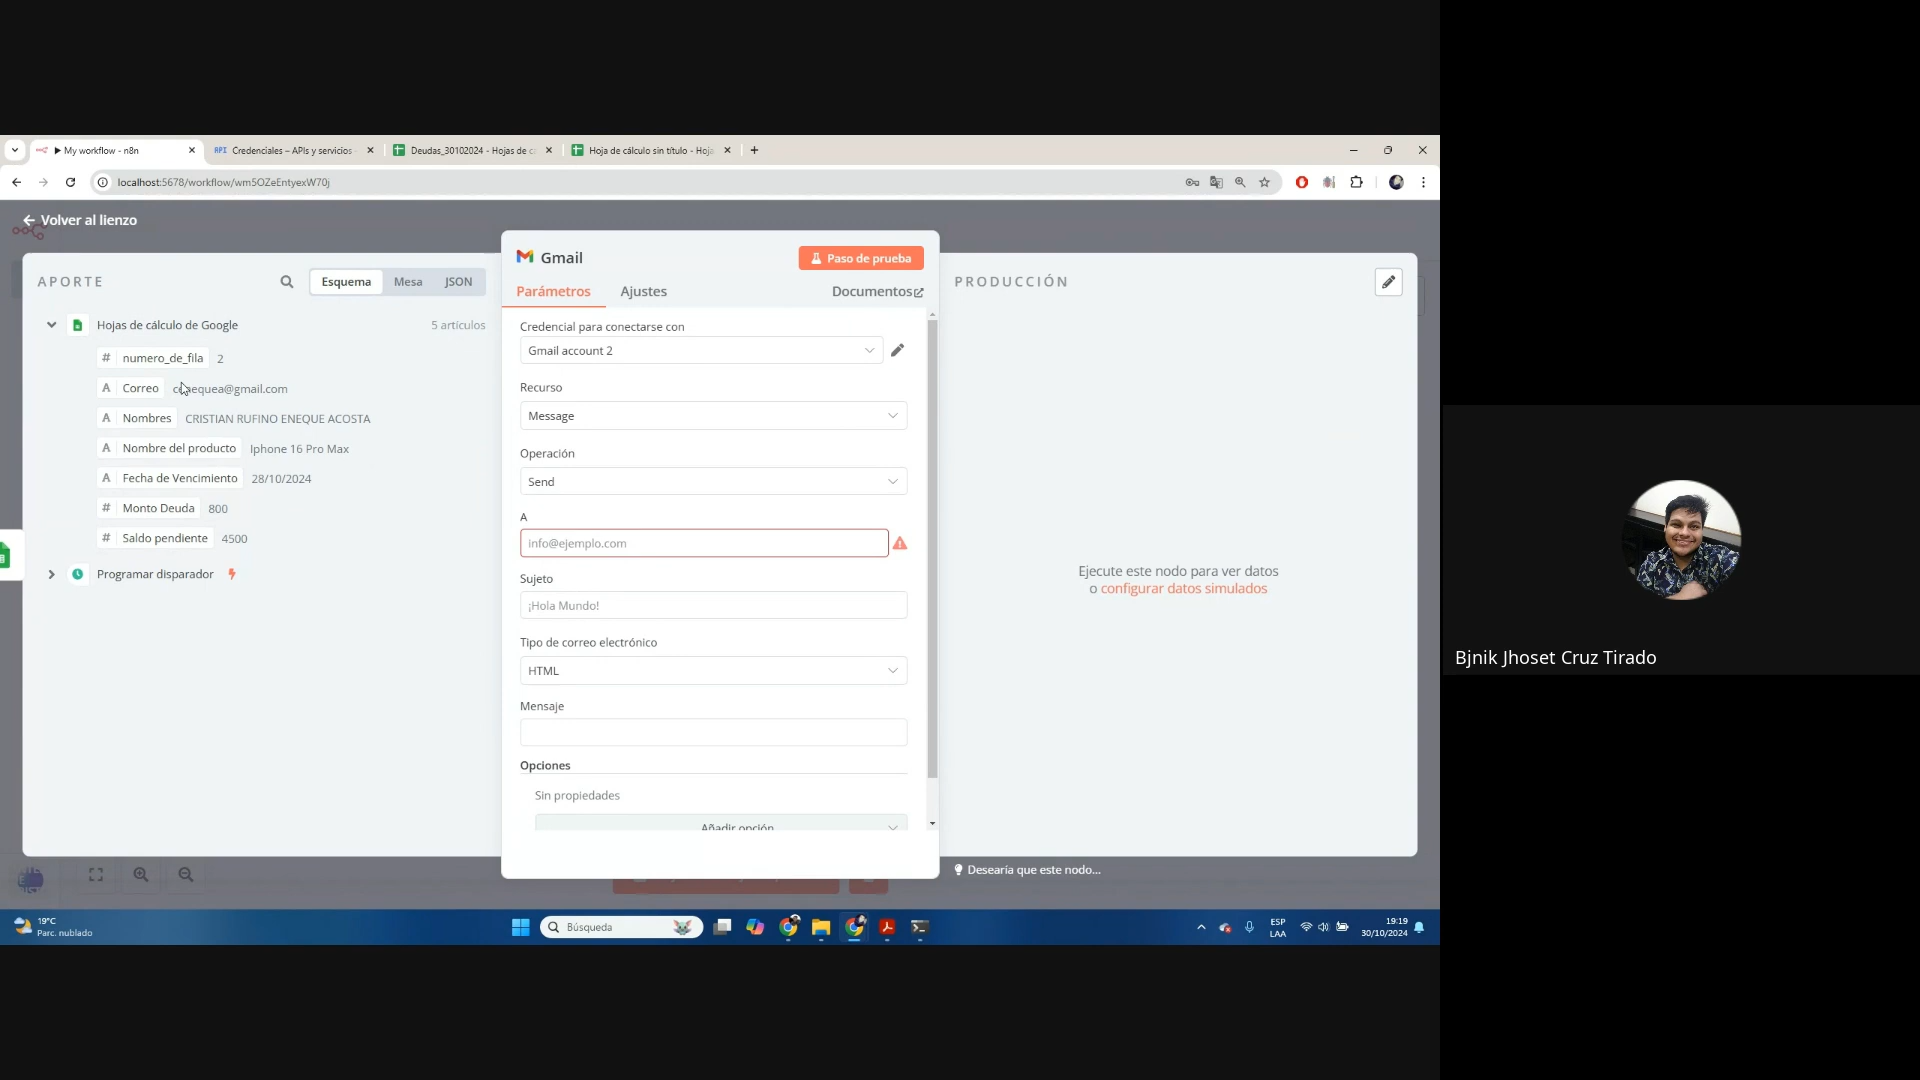 My workflow - n8n
API Credenciales – APIs y servicios
Deudas_30102024 - Hojas de c
Hoja de cálculo sin título - Hoja
localhost:5678/workflow/wm5OZeEntyexW70j
Volver al lienzo
APORTE
Esquema Mesa JSON
Hojas de cálculo de Google 5 artículos
# numero_de_fila 2
A Correo
A Nombres CRISTIAN RUFINO ENEQUE ACOSTA
A Nombre del producto Iphone 16 Pro Max
A Fecha de Vencimiento 28/10/2024
# Monto Deuda 800
# Saldo pendiente 4500
Programar disparador
Gmail
Paso de prueba
Parámetros Ajustes Documentos
Credencial para conectarse con
Gmail account 2
Recurso
Message
Operación
Send
A
info@ejemplo.com
Sujeto
¡Hola Mundo!
Tipo de correo electrónico
HTML
Mensaje
Opciones
Sin propiedades
Añadir opción
PRODUCCIÓN
Ejecute este nodo para ver datos
o configurar datos simulados
Desearía que este nodo...
Bjnik Jhoset Cruz Tirado
19°C
Parc. nublado
Búsqueda
ESP
LAA
19:19
30/10/2024